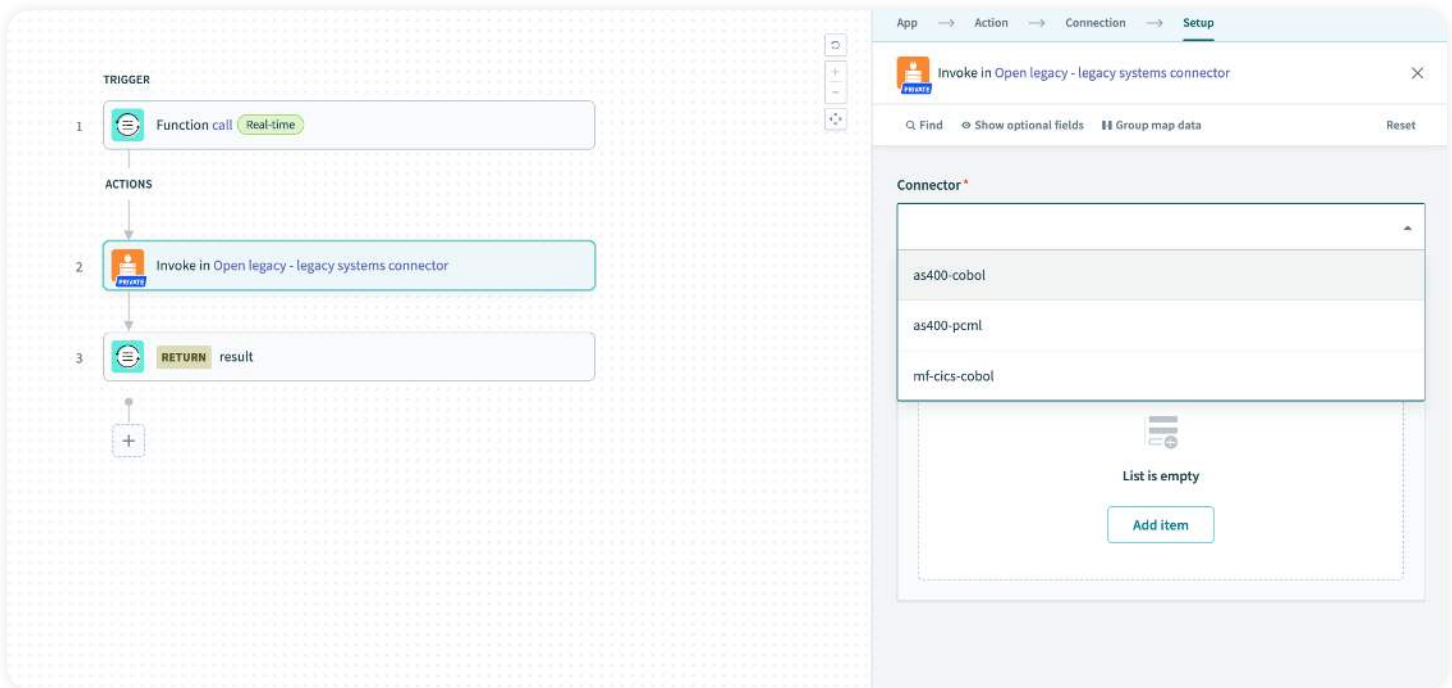 TRIGGER
1
Function call Real-time
ACTIONS
2
PRIVATE
Invoke in Open legacy - legacy systems connector
3
RETURN result
App → Action → Connection → Setup
PRIVATE
Invoke in Open legacy - legacy systems connector
Find Show optional fields Group map data Reset
Connector*
as400-cobol
as400-pcml
mf-cics-cobol
List is empty
Add item